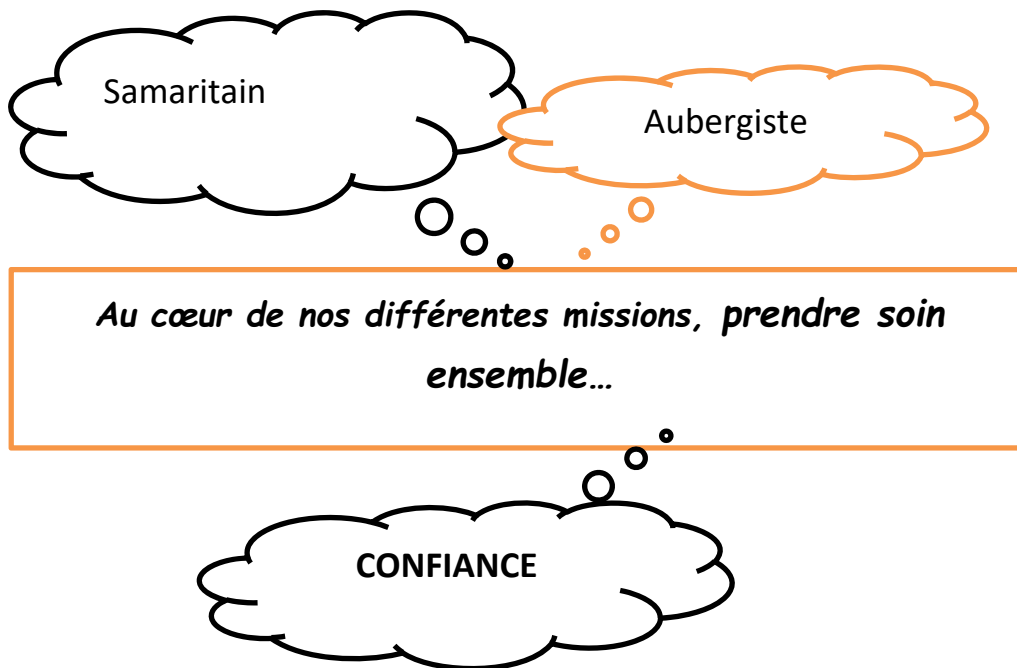 Samaritain
Aubergiste
Au cœur de nos différentes missions, prendre soin
ensemble…
CONFIANCE